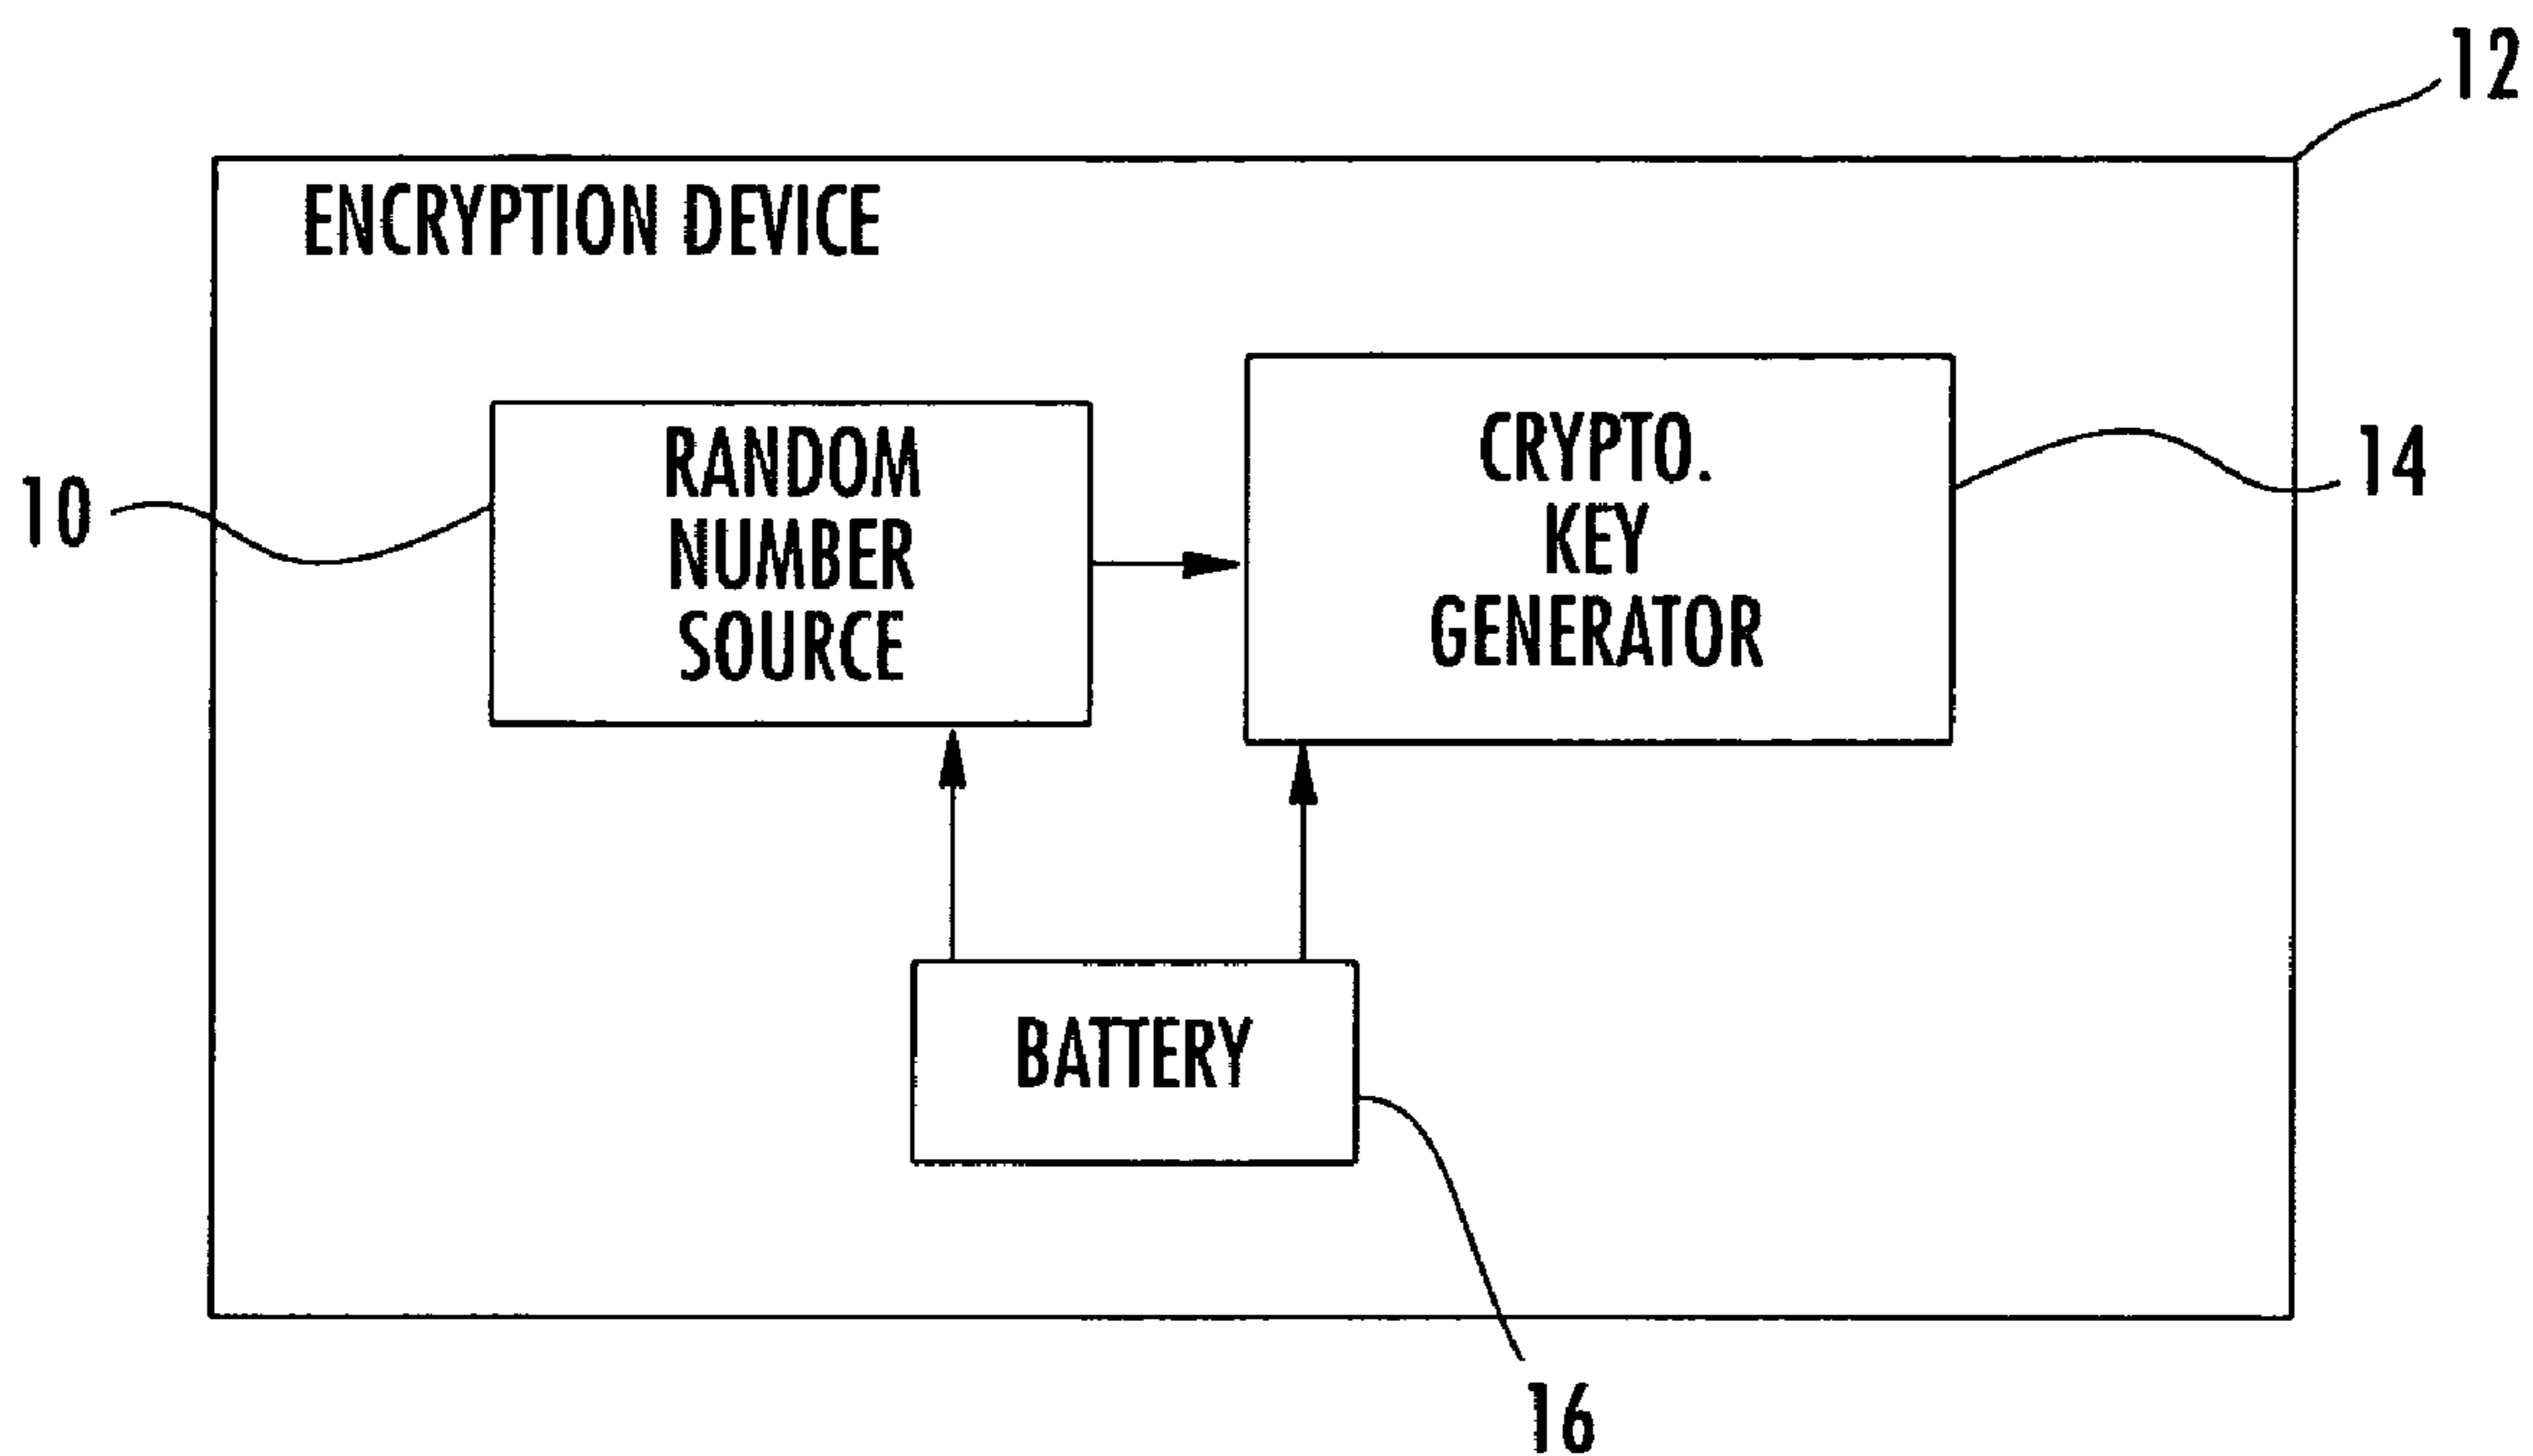 12
ENCRYPTION DEVICE
10
RANDOM
NUMBER
SOURCE
CRYPTO.
KEY
GENERATOR
14
BATTERY
16